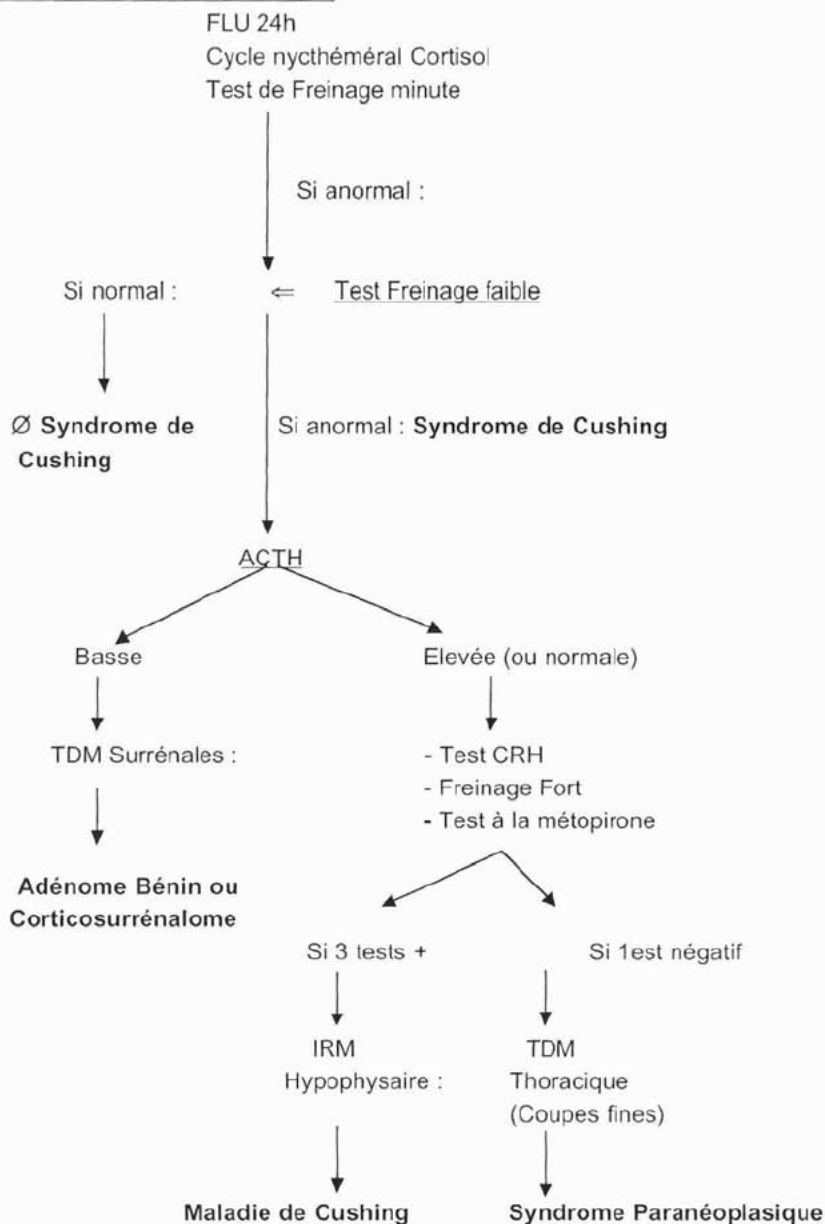 FLU 24h
Cycle nycthéméral Cortisol
Test de Freinage minute
Si anormal :
Si normal : ⇐ Test Freinage faible
Ø Syndrome de
Cushing
Si anormal : Syndrome de Cushing
ACTH
Basse
Elevée (ou normale)
TDM Surrénales :
- Test CRH
- Freinage Fort
- Test à la métopirone
Adénome Bénin ou
Corticosurrénalome
Si 3 tests +
Si 1est négatif
IRM
Hypophysaire :
TDM
Thoracique
(Coupes fines)
Maladie de Cushing
Syndrome Paranéoplasique